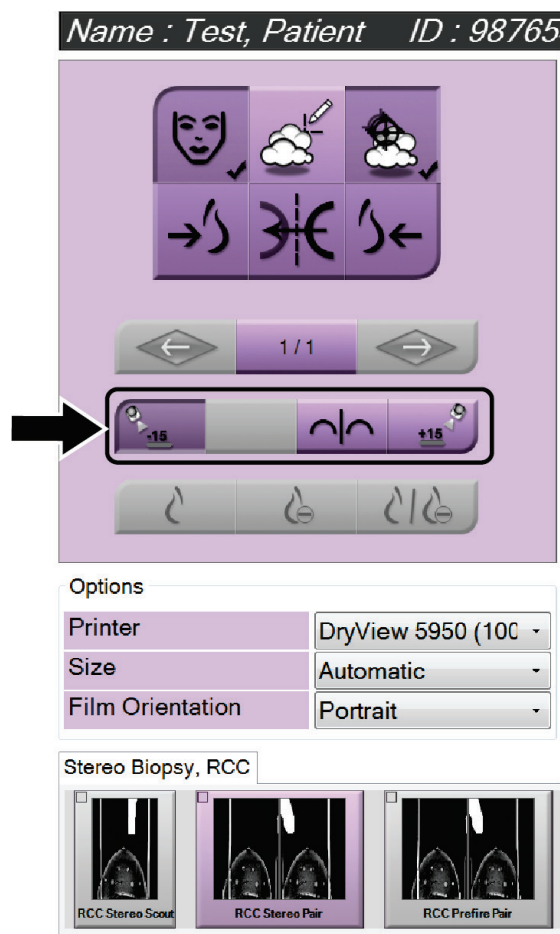 Name : Test, Patient ID : 98765
1 / 1
-15 +15
Options
Printer DryView 5950 (100
Size Automatic
Film Orientation Portrait
Stereo Biopsy, RCC
RCC Stereo Scout RCC Stereo Pair RCC Prefire Pair